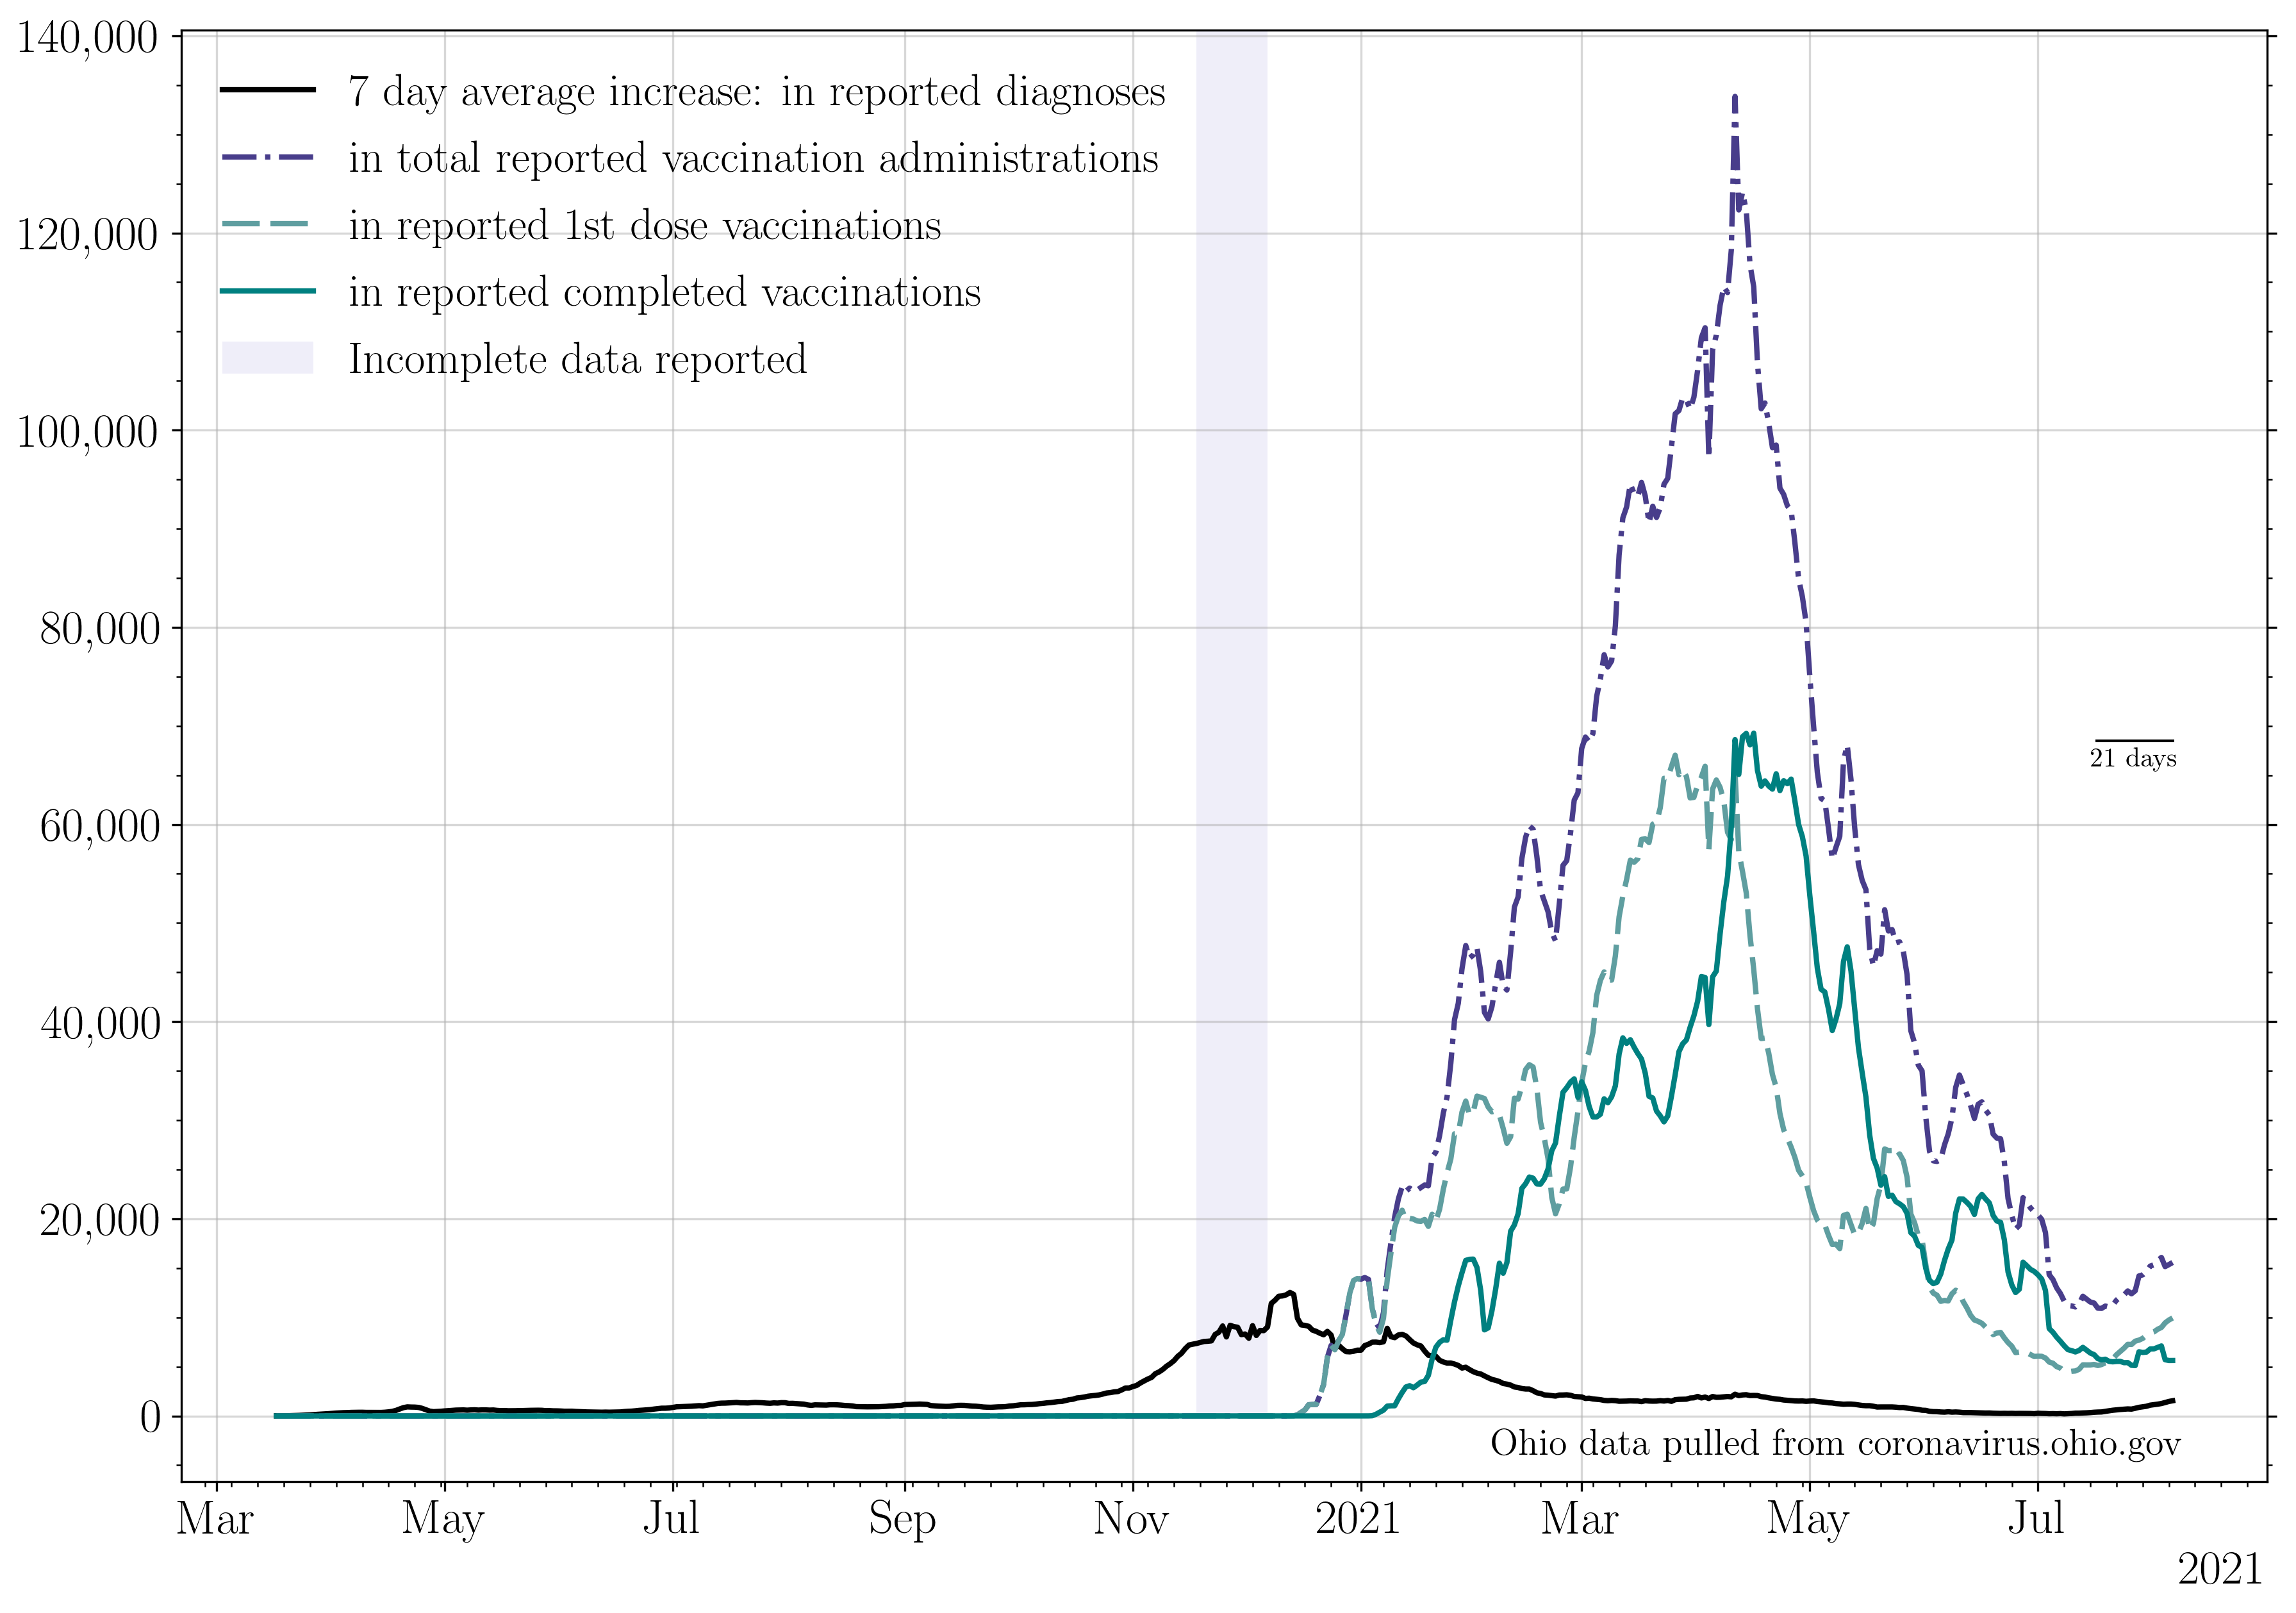 140,000
120,000
100,000
80,000
60,000
40,000
20,000
0
7 day average increase: in reported diagnoses
in total reported vaccination administrations
in reported 1st dose vaccinations
in reported completed vaccinations
Incomplete data reported
21 days
Ohio data pulled from coronavirus.ohio.gov
Mar May Jul Sep Nov 2021 Mar May Jul
2021